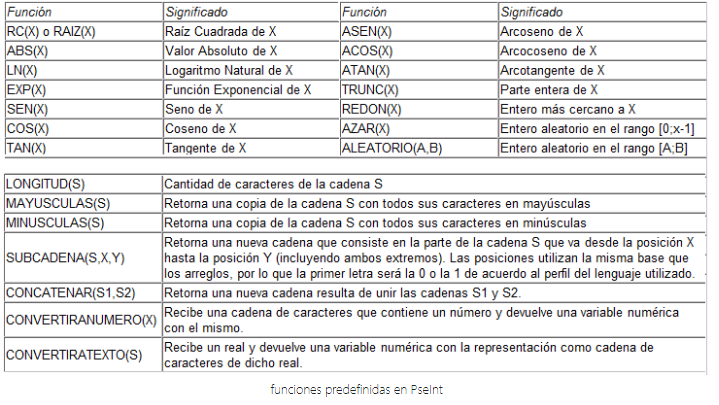 Función Significado Función Significado
RC(X) o RAIZ(X) Raíz Cuadrada de X ASEN(X) Arcoseno de X
ABS(X) Valor Absoluto de X ACOS(X) Arcocoseno de X
LN(X) Logaritmo Natural de X ATAN(X) Arcotangente de X
EXP(X) Función Exponencial de X TRUNC(X) Parte entera de X
SEN(X) Seno de X REDON(X) Entero más cercano a X
COS(X) Coseno de X AZAR(X) Entero aleatorio en el rango [0;x-1]
TAN(X) Tangente de X ALEATORIO(A,B) Entero aleatorio en el rango [A;B]
LONGITUD(S) Cantidad de caracteres de la cadena S
MAYUSCULAS(S) Retorna una copia de la cadena S con todos sus caracteres en mayúsculas
MINUSCULAS(S) Retorna una copia de la cadena S con todos sus caracteres en minúsculas
SUBCADENA(S,X,Y) Retorna una nueva cadena que consiste en la parte de la cadena S que va desde la posición X
hasta la posición Y (incluyendo ambos extremos). Las posiciones utilizan la misma base que
los arreglos, por lo que la primer letra será la 0 o la 1 de acuerdo al perfil del lenguaje utilizado.
CONCATENAR(S1,S2) Retorna una nueva cadena resulta de unir las cadenas S1 y S2.
CONVERTIRANUMERO(X) Recibe una cadena de caracteres que contiene un número y devuelve una variable numérica
con el mismo.
CONVERTIRATEXTO(S) Recibe un real y devuelve una variable numérica con la representación como cadena de
caracteres de dicho real.
funciones predefinidas en PseInt